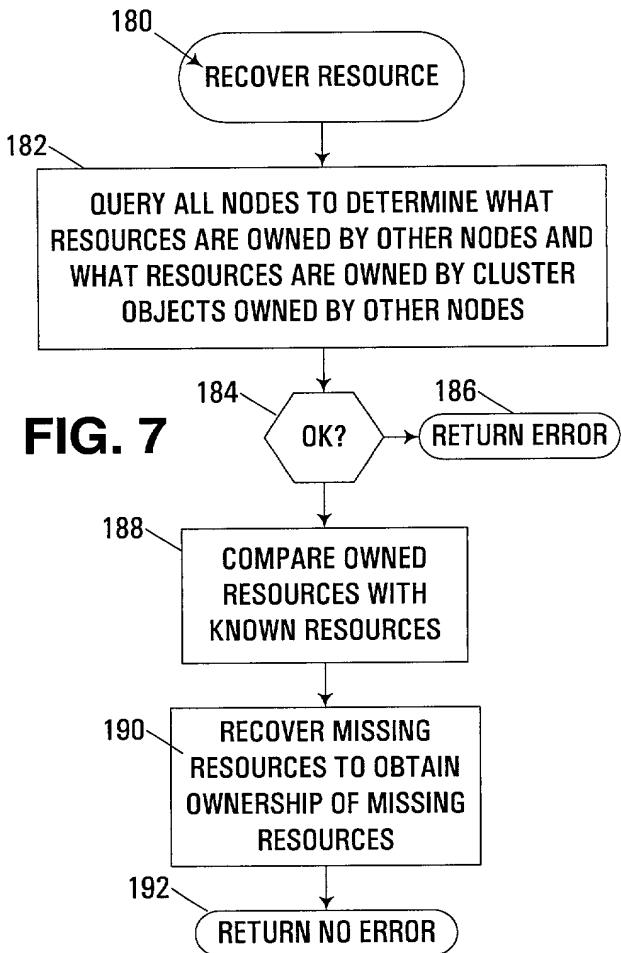 180
RECOVER RESOURCE
182
QUERY ALL NODES TO DETERMINE WHAT
RESOURCES ARE OWNED BY OTHER NODES AND
WHAT RESOURCES ARE OWNED BY CLUSTER
OBJECTS OWNED BY OTHER NODES
FIG. 7
184
OK?
186
RETURN ERROR
188
COMPARE OWNED
RESOURCES WITH
KNOWN RESOURCES
190
RECOVER MISSING
RESOURCES TO OBTAIN
OWNERSHIP OF MISSING
RESOURCES
192
RETURN NO ERROR